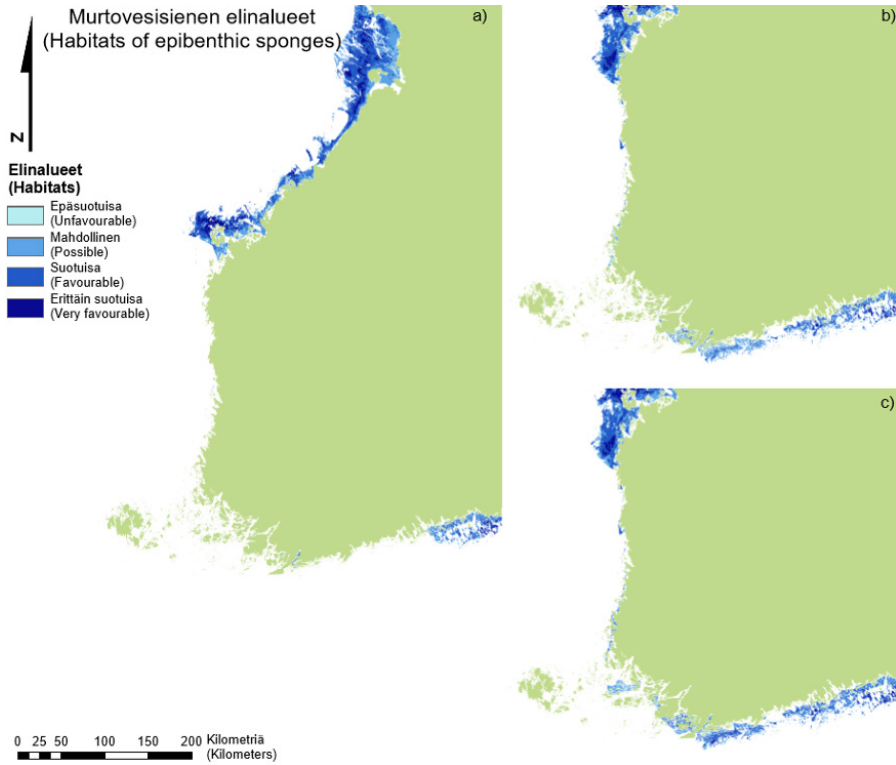 Murtovesisienen elinalueet
(Habitats of epibenthic sponges)
a)
b)
N
Elinalueet
(Habitats)
Epäsuotuisa
(Unfavourable)
Mahdollinen
(Possible)
Suotuisa
(Favourable)
Erittäin suotuisa
(Very favourable)
c)
0 25 50 100 150 200 Kilometriä
(Kilometers)